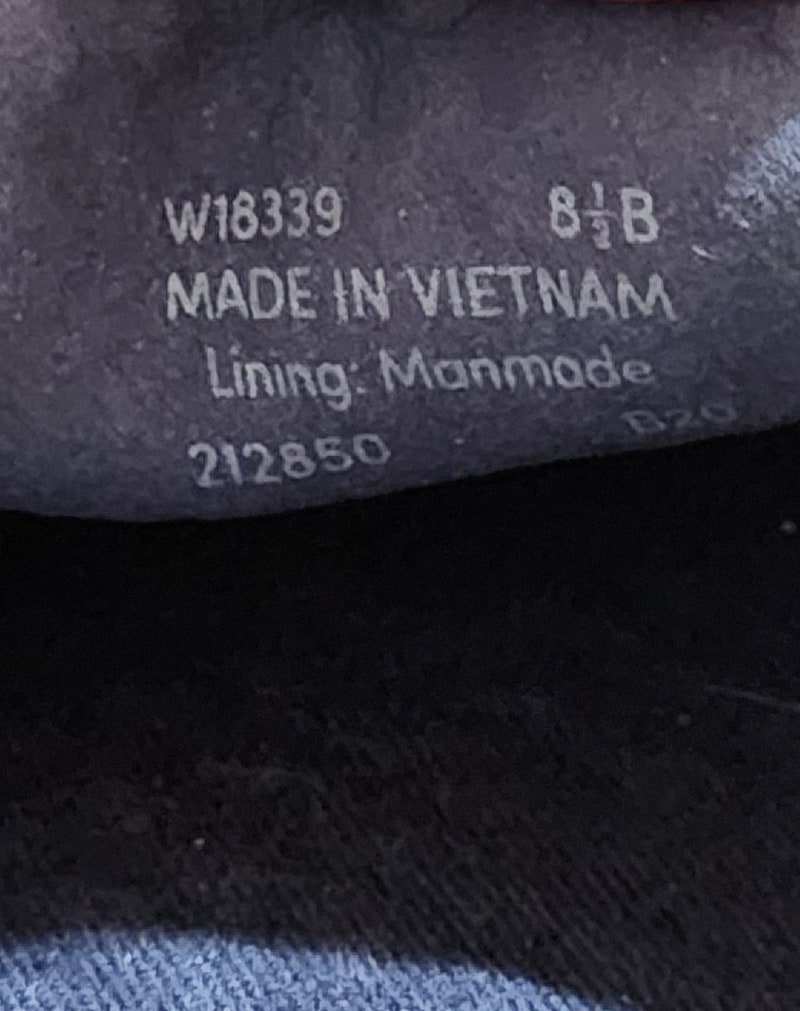 W18339 8½B
MADE IN VIETNAM
Lining: Manmade
B20
212850